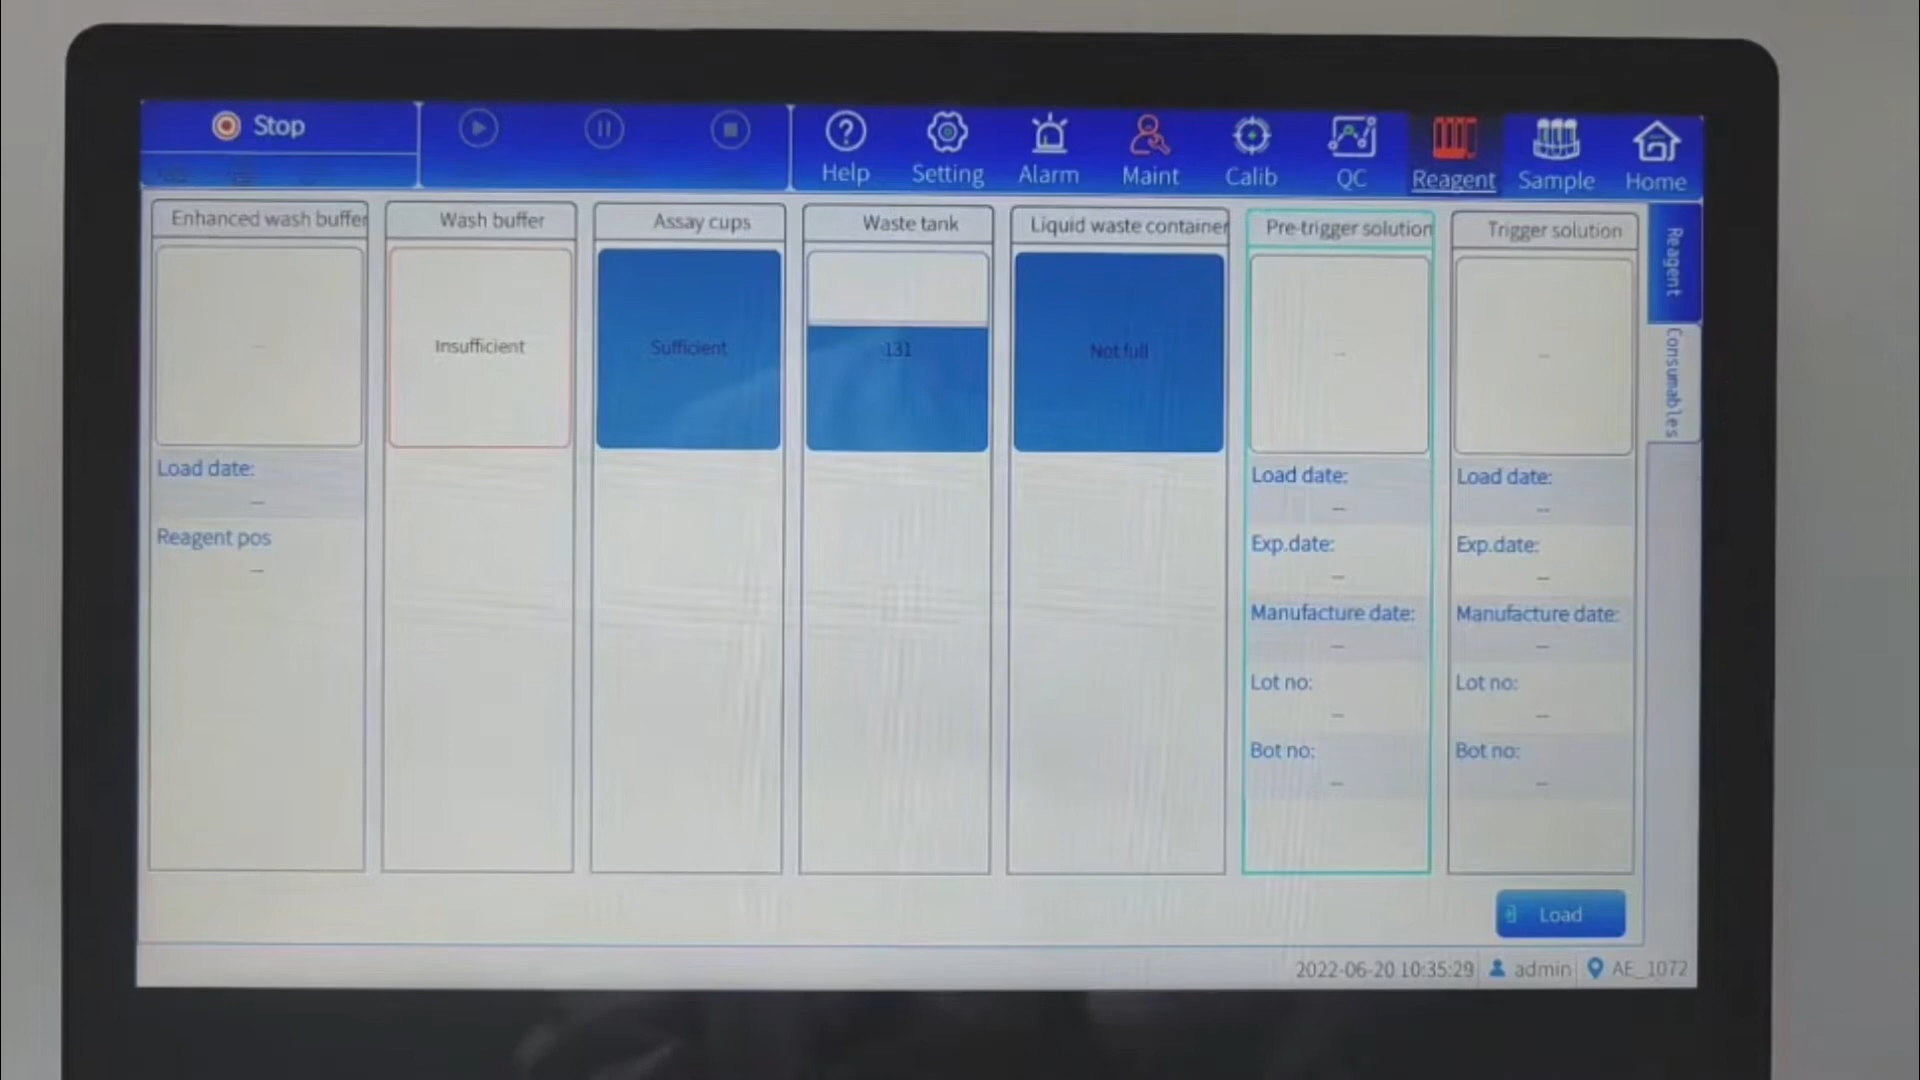 Stop
Help
Setting
Alarm
Maint
Calib
QC
Reagent
Sample
Home
Enhanced wash buffer
Wash buffer
Assay cups
Waste tank
Liquid waste container
Pre-trigger solution
Trigger solution
Reagent
Consumables
--
Insufficient
Sufficient
131
Not full
--
--
Load date:
--
Reagent pos
--
Load date:
--
Exp.date:
--
Manufacture date:
--
Lot no:
--
Bot no:
--
Load date:
--
Exp.date:
--
Manufacture date:
--
Lot no:
--
Bot no:
--
Load
2022-06-20 10:35:29 admin AE_1072